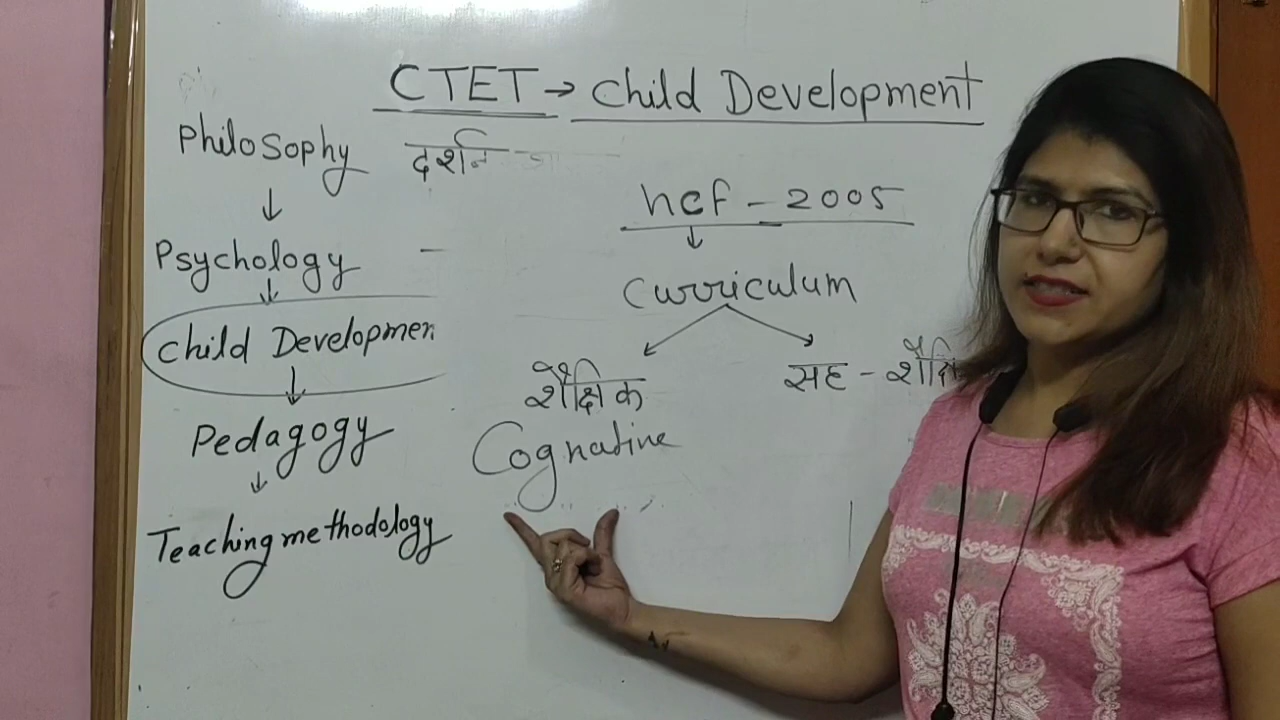 CTET → Child Development
Philosophy दर्शन
↓
Psychology –
↓
Child Developmen
↓
Pedagogy
↓
Teaching methodology
ncf - 2005
↓
Curriculum
शैक्षिक
सह - शैक्षि
Cognative